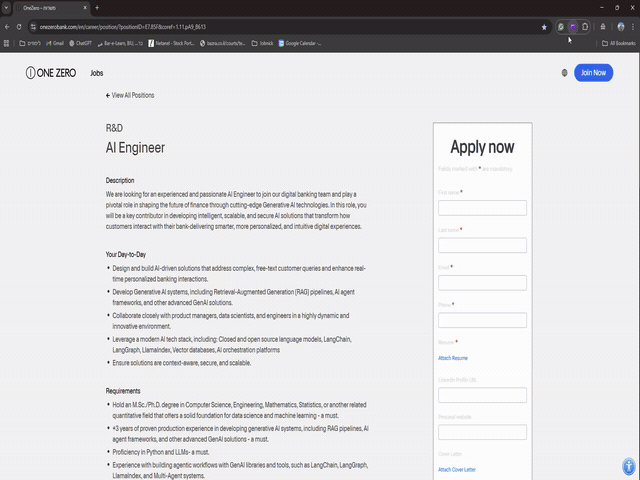 OneZero - משרות
onezerobank.com/en/career/position/?positionID=E7.B5F&coref=1.11.pA9_B613
לימודים
Gmail
ChatGPT
Bar-e-Learn, BIU, ...
Netanel - Stock Port...
bazra.co.il/courts/to...
Tobnick
Google Calendar -...
All Bookmarks
ONE ZERO
Jobs
Join Now
View All Positions
R&D
AI Engineer
Description
We are looking for an experienced and passionate AI Engineer to join our digital banking team and play a
pivotal role in shaping the future of finance through cutting-edge Generative AI technologies. In this role, you
will be a key contributor in developing intelligent, scalable, and secure AI solutions that transform how
customers interact with their bank-delivering smarter, more personalized, and intuitive digital experiences.
Your Day-to-Day
• Design and build AI-driven solutions that address complex, free-text customer queries and enhance real-
time personalized banking interactions.
• Develop Generative AI systems, including Retrieval-Augmented Generation (RAG) pipelines, AI agent
frameworks, and other advanced GenAI solutions.
• Collaborate closely with product managers, data scientists, and engineers in a highly dynamic and
innovative environment.
• Leverage a modern AI tech stack, including: Closed and open source language models, LangChain,
LangGraph, LlamaIndex, Vector databases, AI orchestration platforms
• Ensure solutions are context-aware, secure, and scalable.
Requirements
• Hold an M.Sc./Ph.D. degree in Computer Science, Engineering, Mathematics, Statistics, or another related
quantitative field that offers a solid foundation for data science and machine learning - a must.
• +3 years of proven production experience in developing generative AI systems, including RAG pipelines, AI
agent frameworks, and other advanced GenAI solutions - a must.
• Proficiency in Python and LLMs- a must.
• Experience with building agentic workflows with GenAI libraries and tools, such as LangChain, LangGraph,
LlamaIndex, and Multi-Agent systems.
Apply now
Fields marked with * are mandatory
First name *
Last name *
Email *
Phone *
Resume *
Attach Resume
LinkedIn Profile URL
Personal website
Cover Letter
Attach Cover Letter